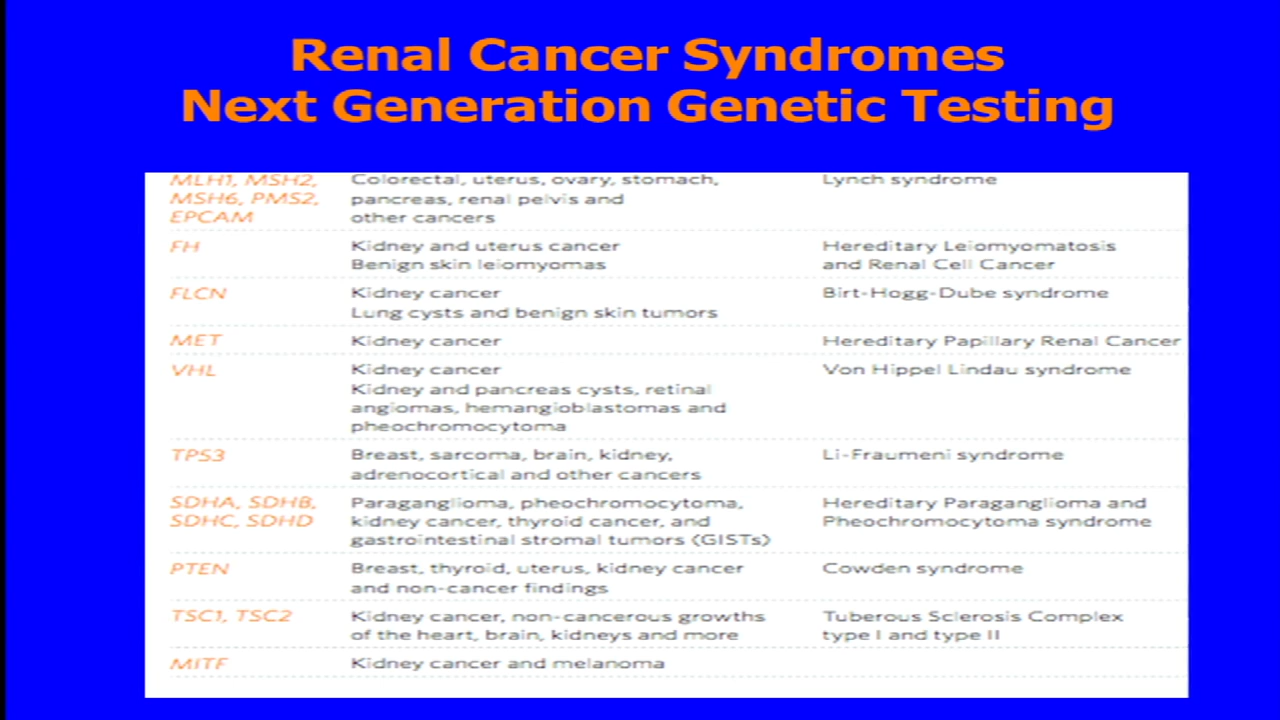 Renal Cancer Syndromes
Next Generation Genetic Testing
MLH1, MSH2, MSH6, PMS2, EPCAM
Colorectal, uterus, ovary, stomach,
pancreas, renal pelvis and
other cancers
Lynch syndrome
FH
Kidney and uterus cancer
Benign skin leiomyomas
Hereditary Leiomyomatosis
and Renal Cell Cancer
FLCN
Kidney cancer
Lung cysts and benign skin tumors
Birt-Hogg-Dube syndrome
MET
Kidney cancer
Hereditary Papillary Renal Cancer
VHL
Kidney cancer
Kidney and pancreas cysts, retinal
angiomas, hemangioblastomas and
pheochromocytoma
Von Hippel Lindau syndrome
TP53
Breast, sarcoma, brain, kidney,
adrenocortical and other cancers
Li-Fraumeni syndrome
SDHA, SDHB,
SDHC, SDHD
Paraganglioma, pheochromocytoma,
kidney cancer, thyroid cancer, and
gastrointestinal stromal tumors (GISTs)
Hereditary Paraganglioma and
Pheochromocytoma syndrome
PTEN
Breast, thyroid, uterus, kidney cancer
and non-cancer findings
Cowden syndrome
TSC1, TSC2
Kidney cancer, non-cancerous growths
of the heart, brain, kidneys and more
Tuberous Sclerosis Complex
type I and type II
MITF
Kidney cancer and melanoma